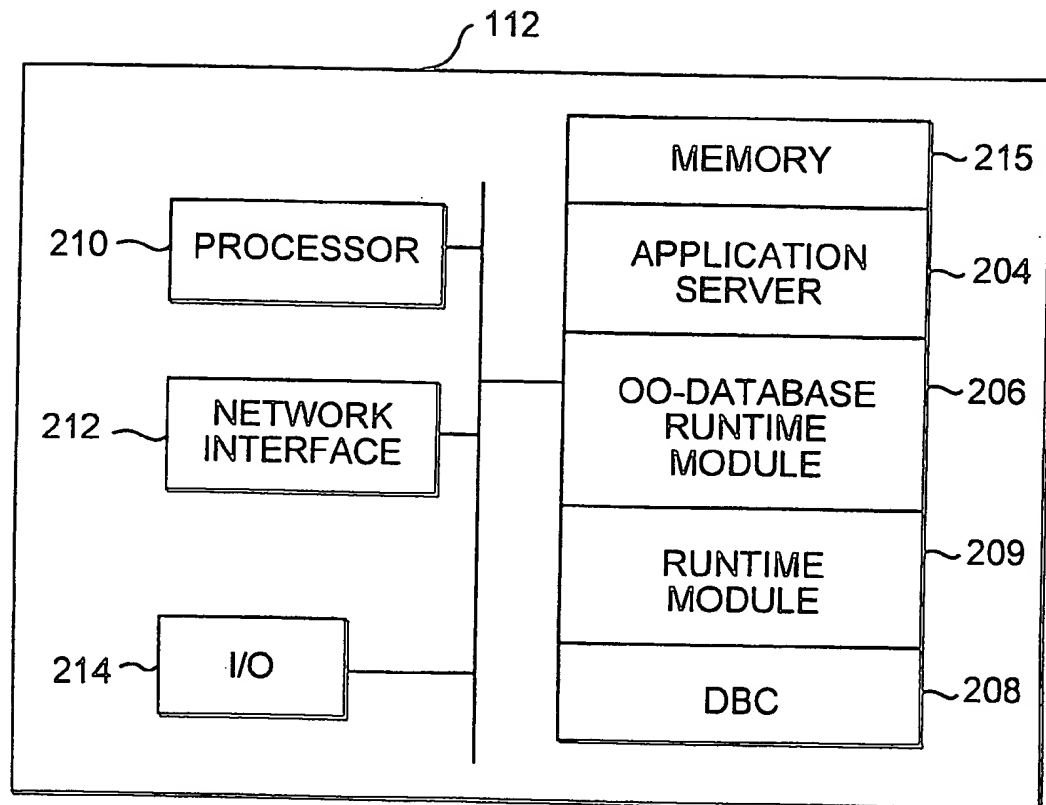 112
MEMORY
215
210
PROCESSOR
APPLICATION
SERVER
204
212
NETWORK
INTERFACE
OO-DATABASE
RUNTIME
MODULE
206
RUNTIME
MODULE
209
214
I/O
DBC
208